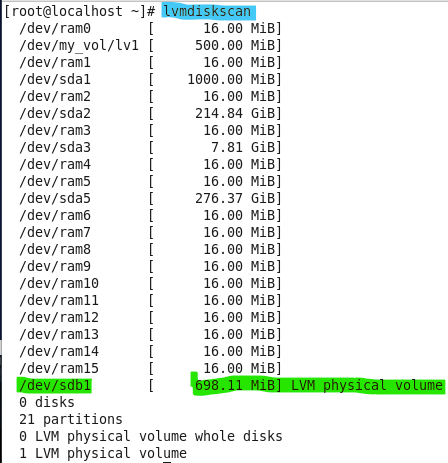 [root@localhost ~]# lvmdiskscan
/dev/ram0 [ 16.00 MiB]
/dev/my_vol/lv1 [ 500.00 MiB]
/dev/ram1 [ 16.00 MiB]
/dev/sda1 [ 1000.00 MiB]
/dev/ram2 [ 16.00 MiB]
/dev/sda2 [ 214.84 GiB]
/dev/ram3 [ 16.00 MiB]
/dev/sda3 [ 7.81 GiB]
/dev/ram4 [ 16.00 MiB]
/dev/ram5 [ 16.00 MiB]
/dev/sda5 [ 276.37 GiB]
/dev/ram6 [ 16.00 MiB]
/dev/ram7 [ 16.00 MiB]
/dev/ram8 [ 16.00 MiB]
/dev/ram9 [ 16.00 MiB]
/dev/ram10 [ 16.00 MiB]
/dev/ram11 [ 16.00 MiB]
/dev/ram12 [ 16.00 MiB]
/dev/ram13 [ 16.00 MiB]
/dev/ram14 [ 16.00 MiB]
/dev/ram15 [ 16.00 MiB]
/dev/sdb1 [ 698.11 MiB] LVM physical volume
0 disks
21 partitions
0 LVM physical volume whole disks
1 LVM physical volume